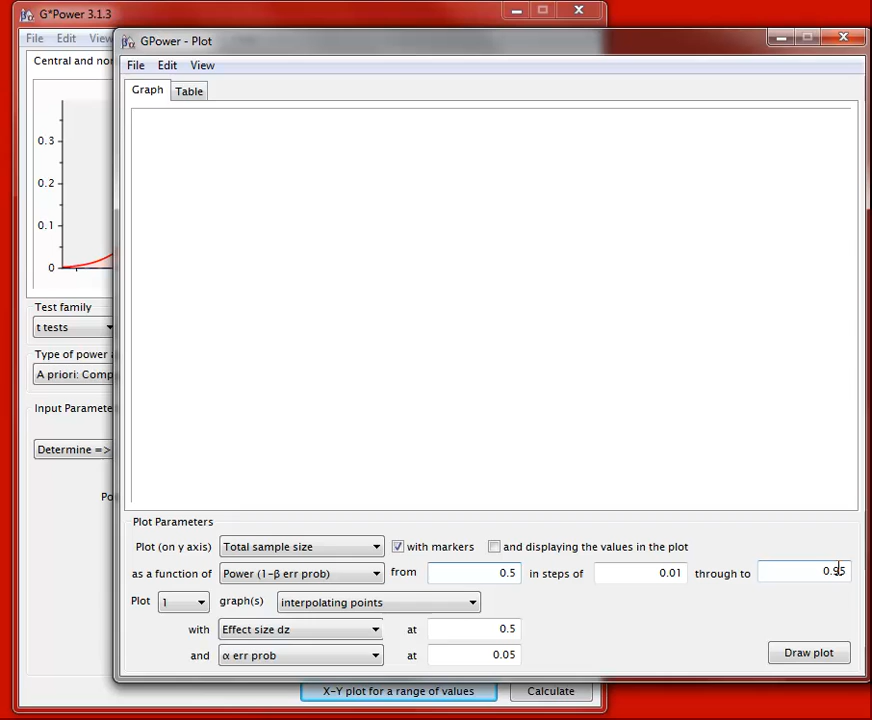 G*Power 3.1.3
File Edit View
GPower - Plot
File Edit View
Central and
Graph Table
0.3
0.2
0.1
0
Test family
t tests
Type of power
A priori:
Input
Determine =>
Plot Parameters
Plot (on y axis) Total sample size with markers and displaying the values in the plot
as a function of Power (1-β err prob) from 0.5 in steps of 0.01 through to 0.95
Plot 1 graph(s) interpolating points
with Effect size dz at 0.5
and α err prob at 0.05
Draw plot
X-Y plot for a range of values Calculate